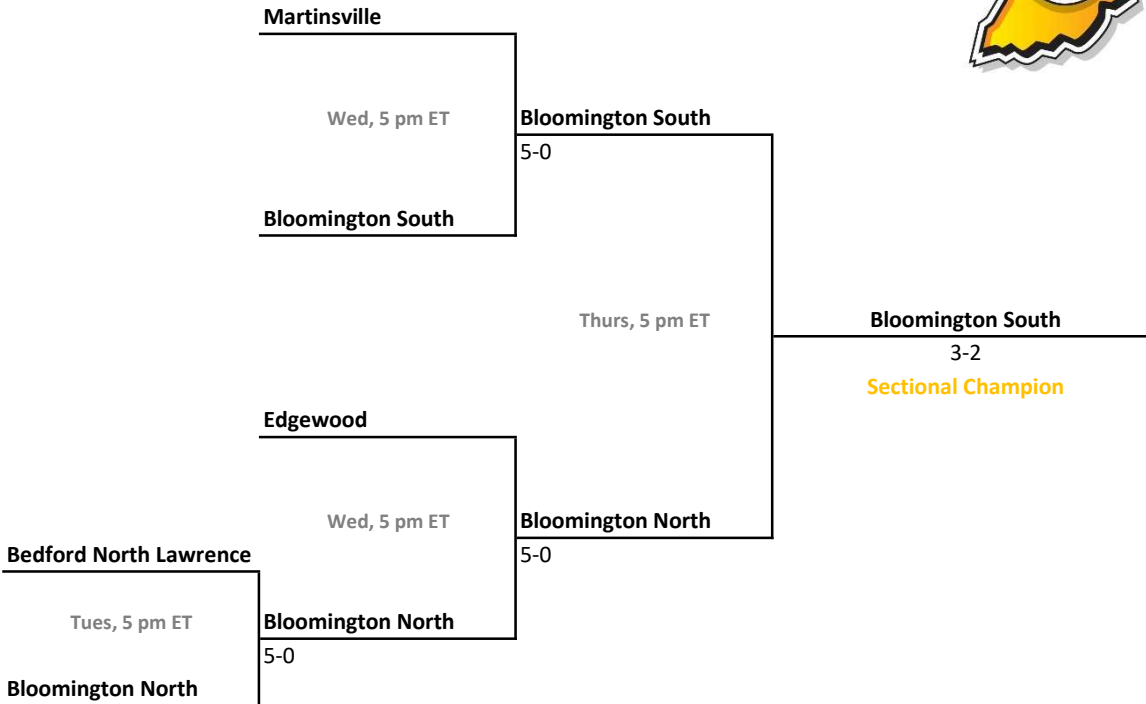 Martinsville
Wed, 5 pm ET
Bloomington South
5-0
Bloomington South
Thurs, 5 pm ET
Bloomington South
3-2
Sectional Champion
Edgewood
Wed, 5 pm ET
Bloomington North
5-0
Bedford North Lawrence
Tues, 5 pm ET
Bloomington North
5-0
Bloomington North